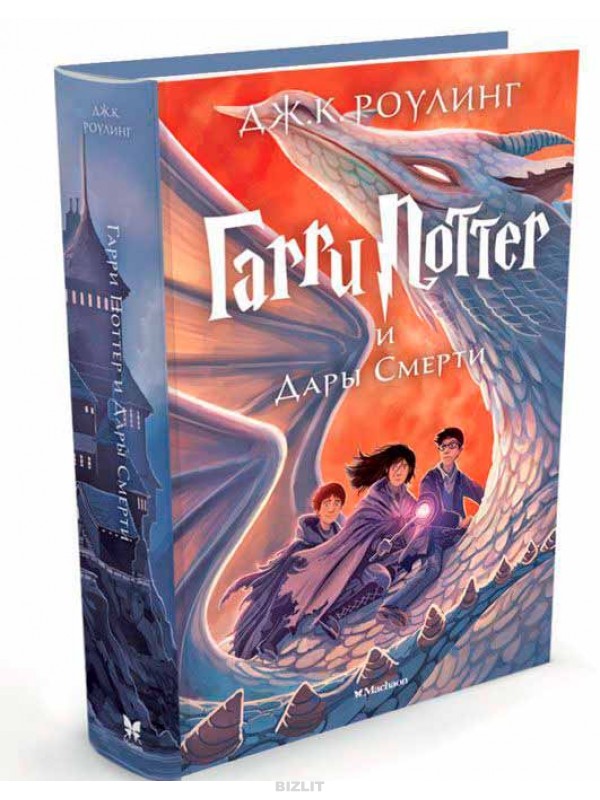 ДЖ.К. РОУЛИНГ
Гарри Поттер
и
Дары Смерти
Machaon
ДЖ.К.
РОУЛИНГ
Гарри Поттер и Дары Смерти
BIZLIT